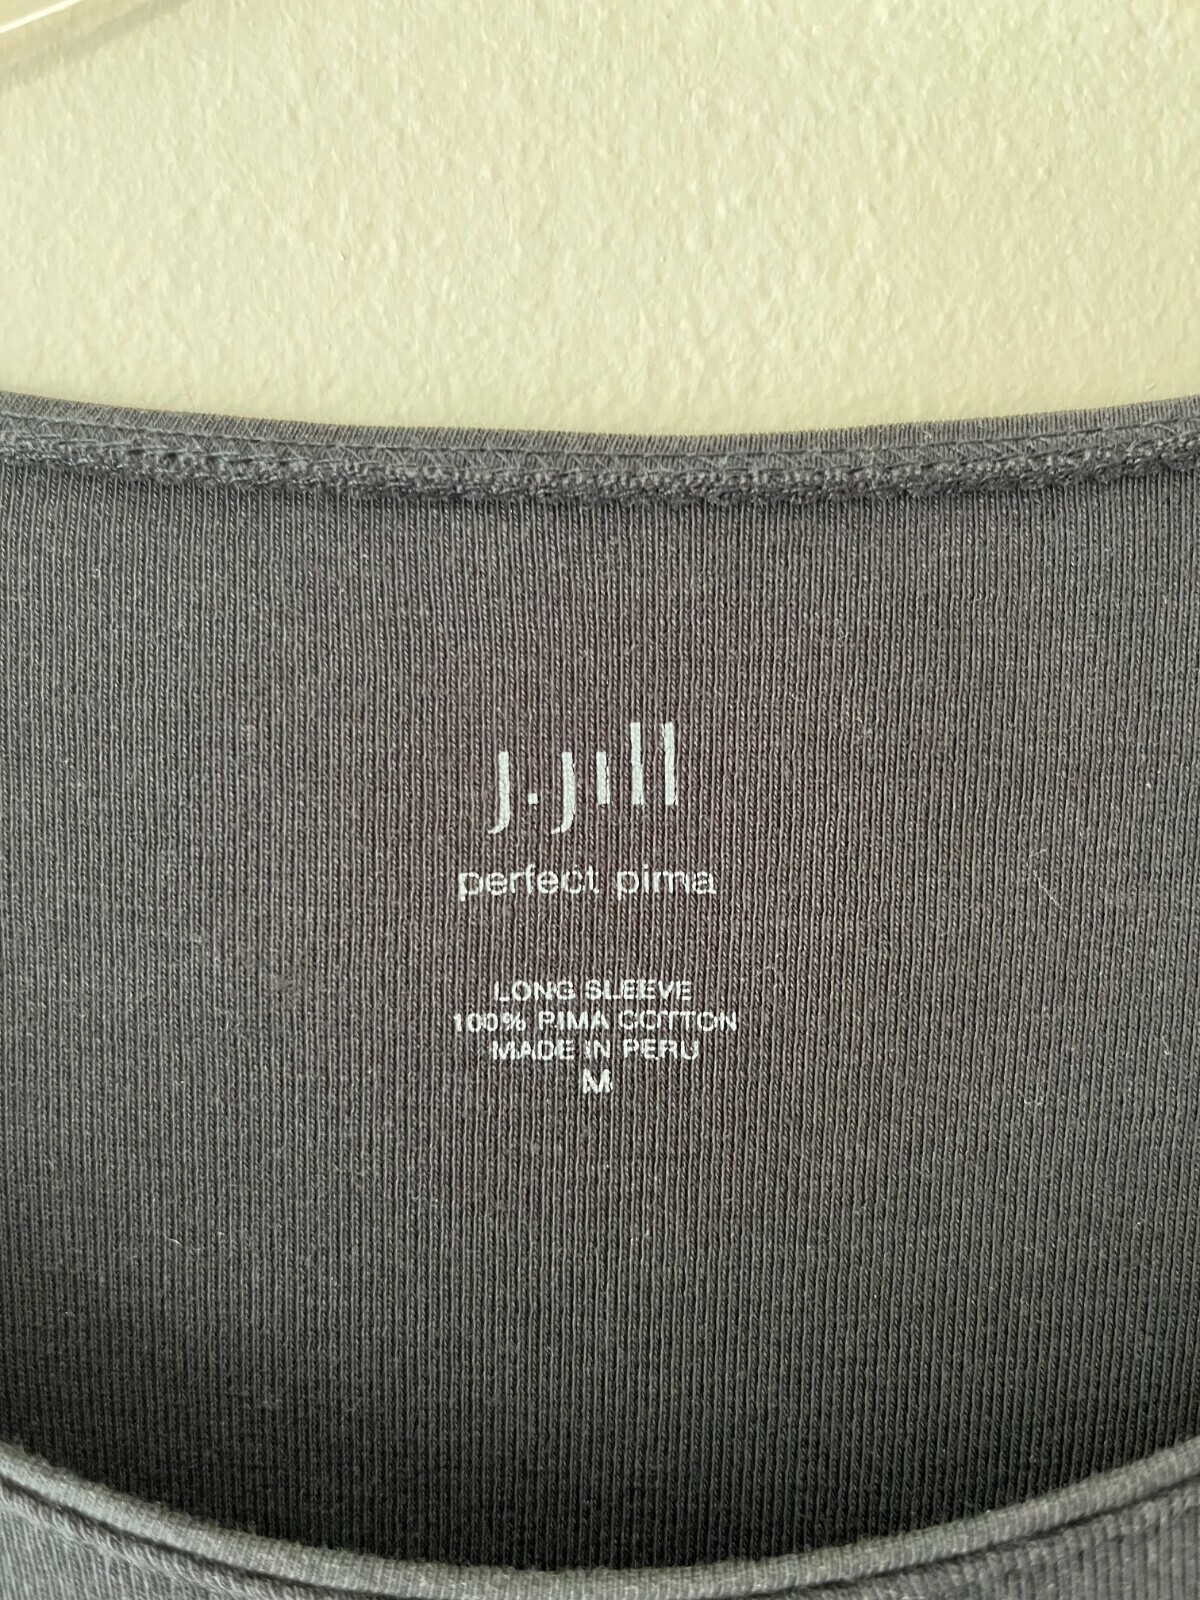 j.jill
perfect pima
LONG SLEEVE
100% PIMA COTTON
MADE IN PERU
M